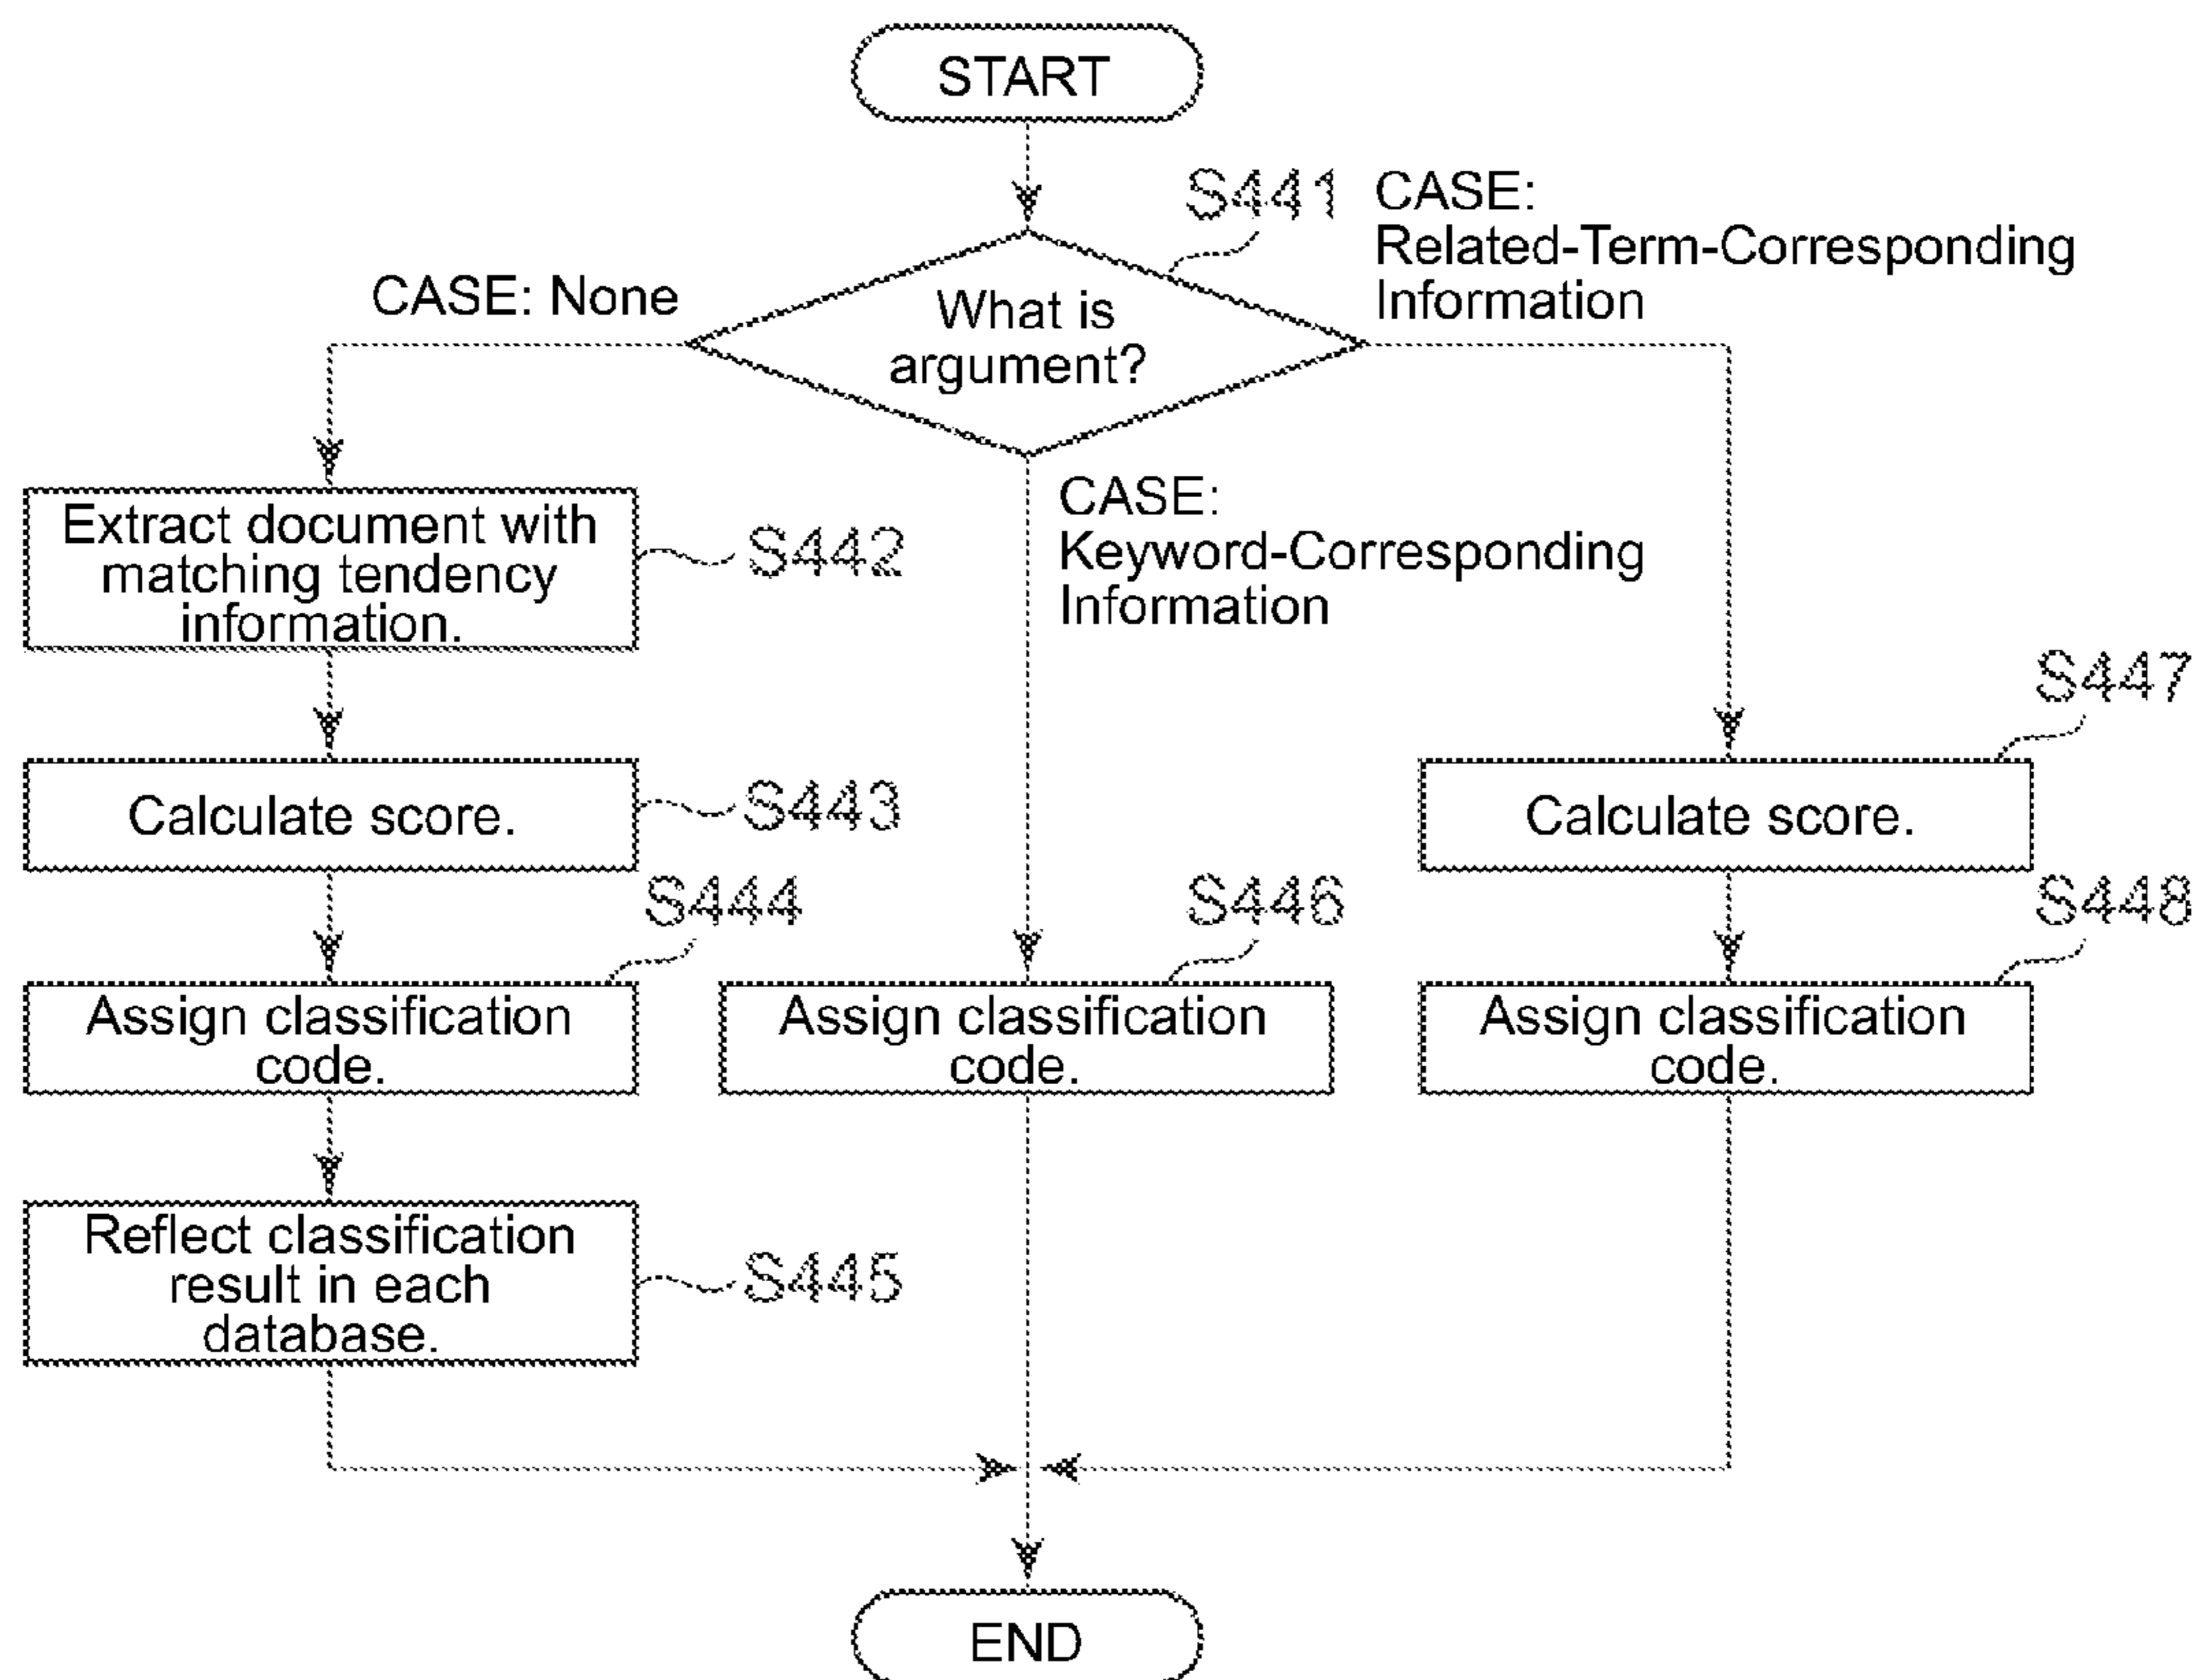 START
S441
CASE:
Related-Term-Corresponding
Information
CASE: None
What is
argument?
CASE:
Keyword-Corresponding
Information
Extract document with
matching tendency
information.
S442
S447
Calculate score.
S443
Calculate score.
S444
S446
S448
Assign classification
code.
Assign classification
code.
Assign classification
code.
Reflect classification
result in each
database.
S445
END